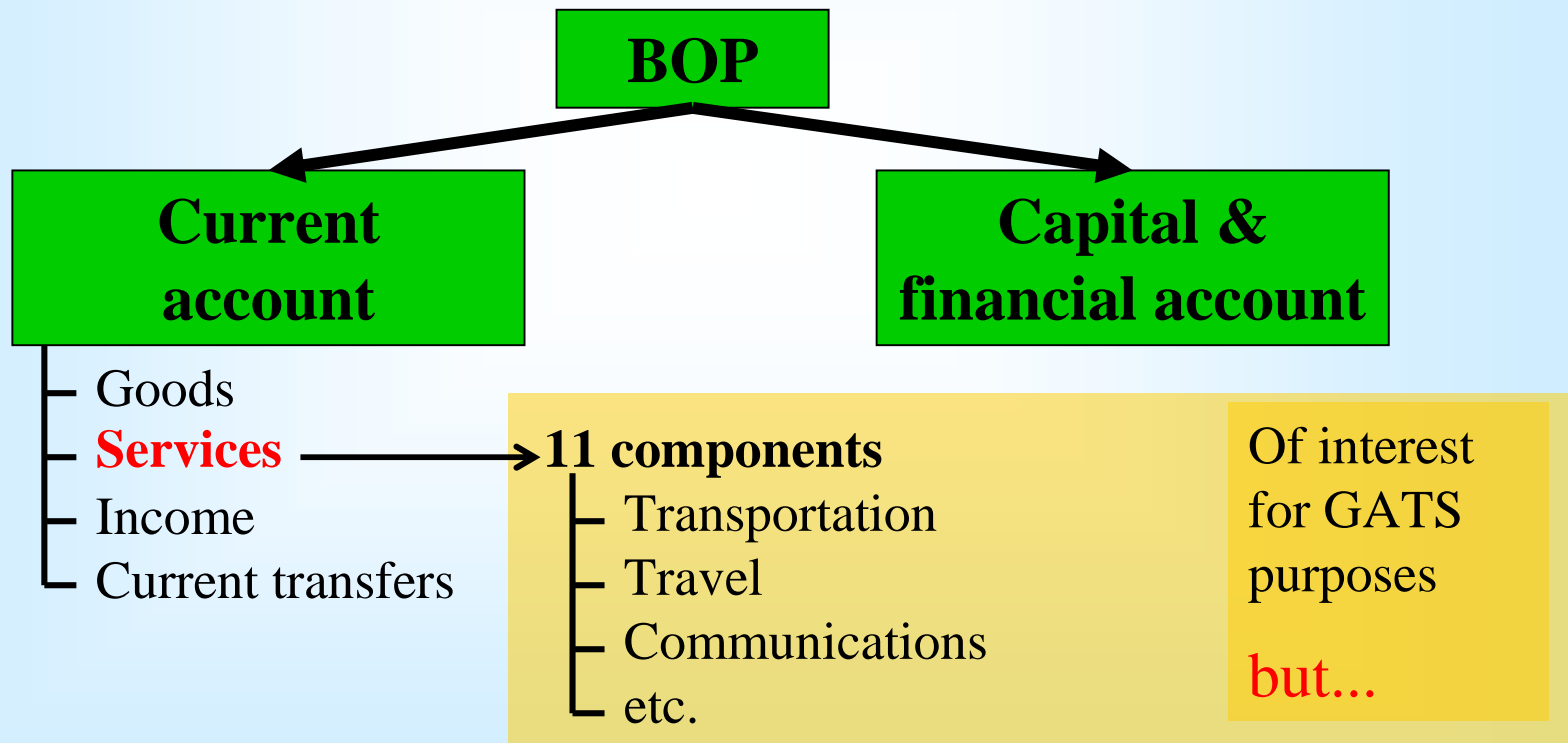 BOP
Current
account
Capital &
financial account
Goods
Services
Income
Current transfers
11 components
Transportation
Travel
Communications
etc.
Of interest
for GATS
purposes
but...